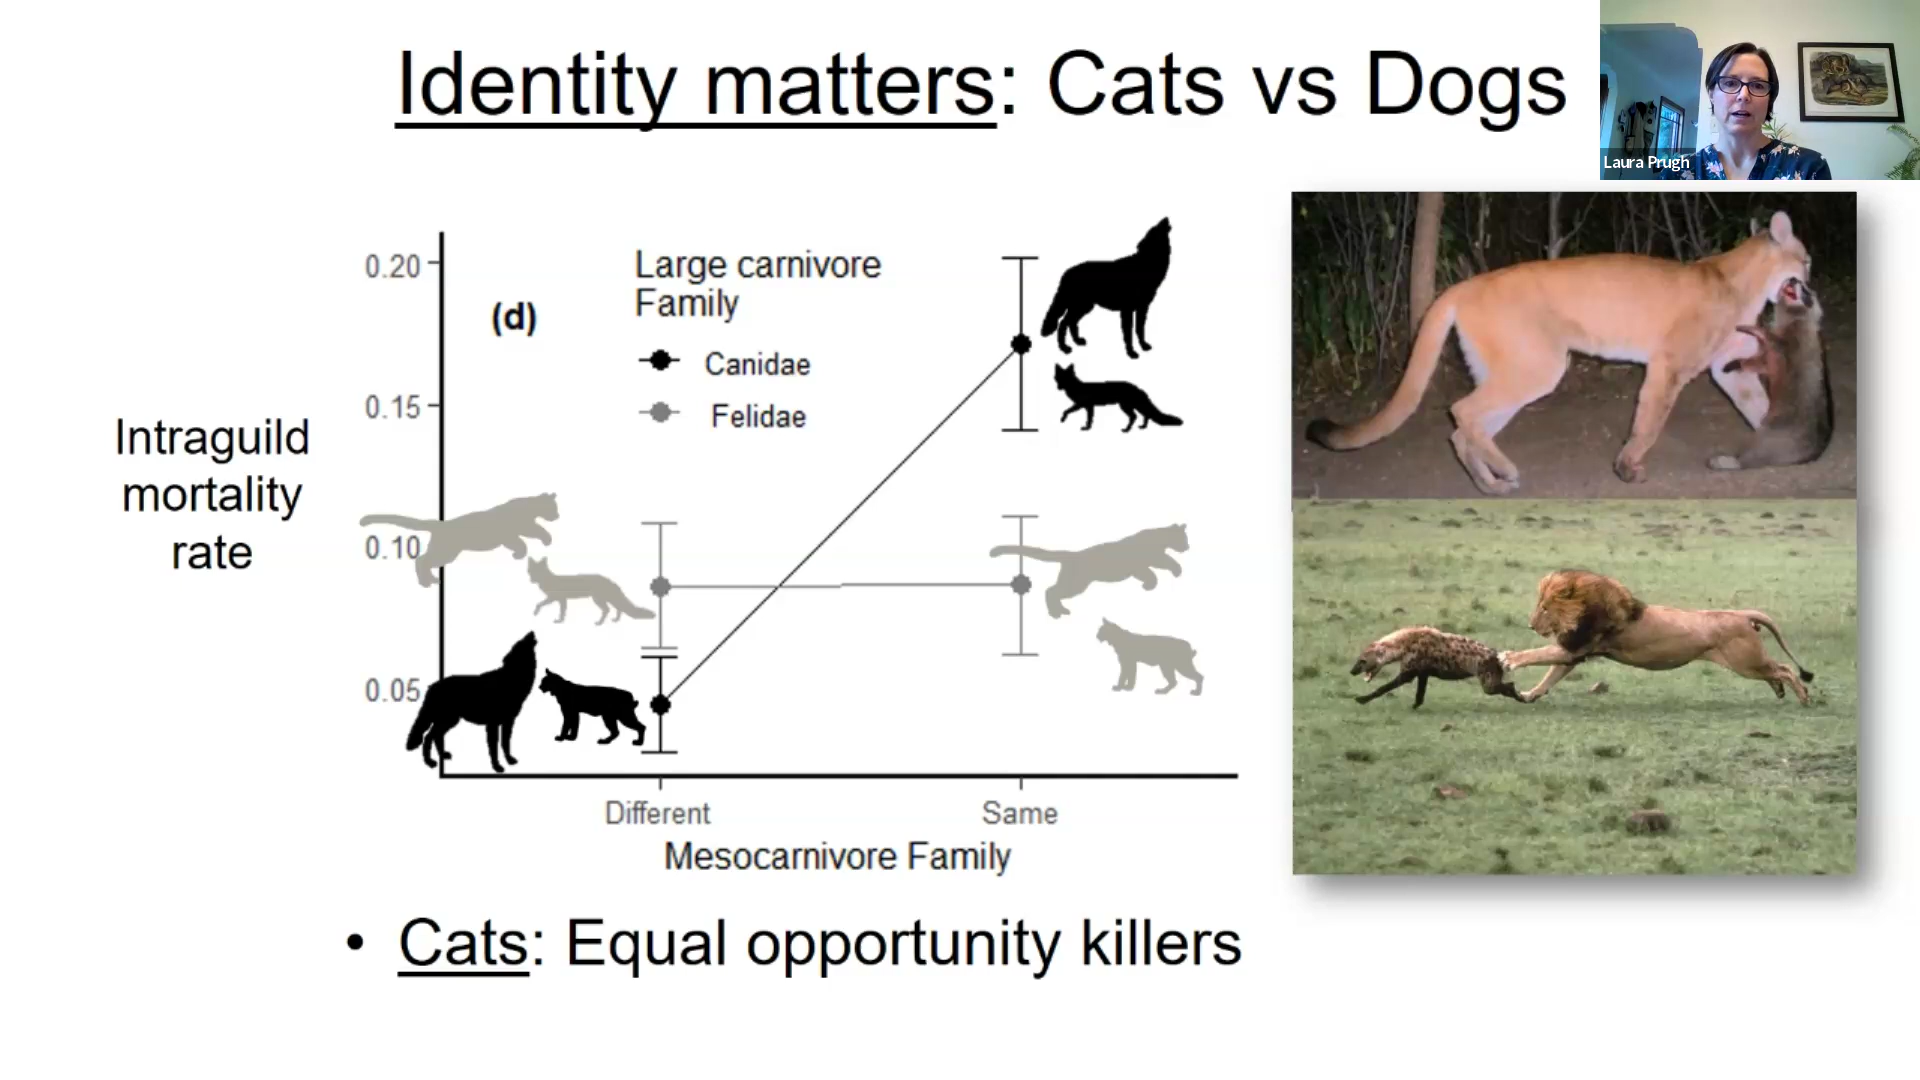 Identity matters: Cats vs Dogs
Laura Prugh
Intraguild
mortality
rate
0.20
0.15
0.10
0.05
(d)
Large carnivore
Family
Canidae
Felidae
Different
Same
Mesocarnivore Family
• Cats: Equal opportunity killers